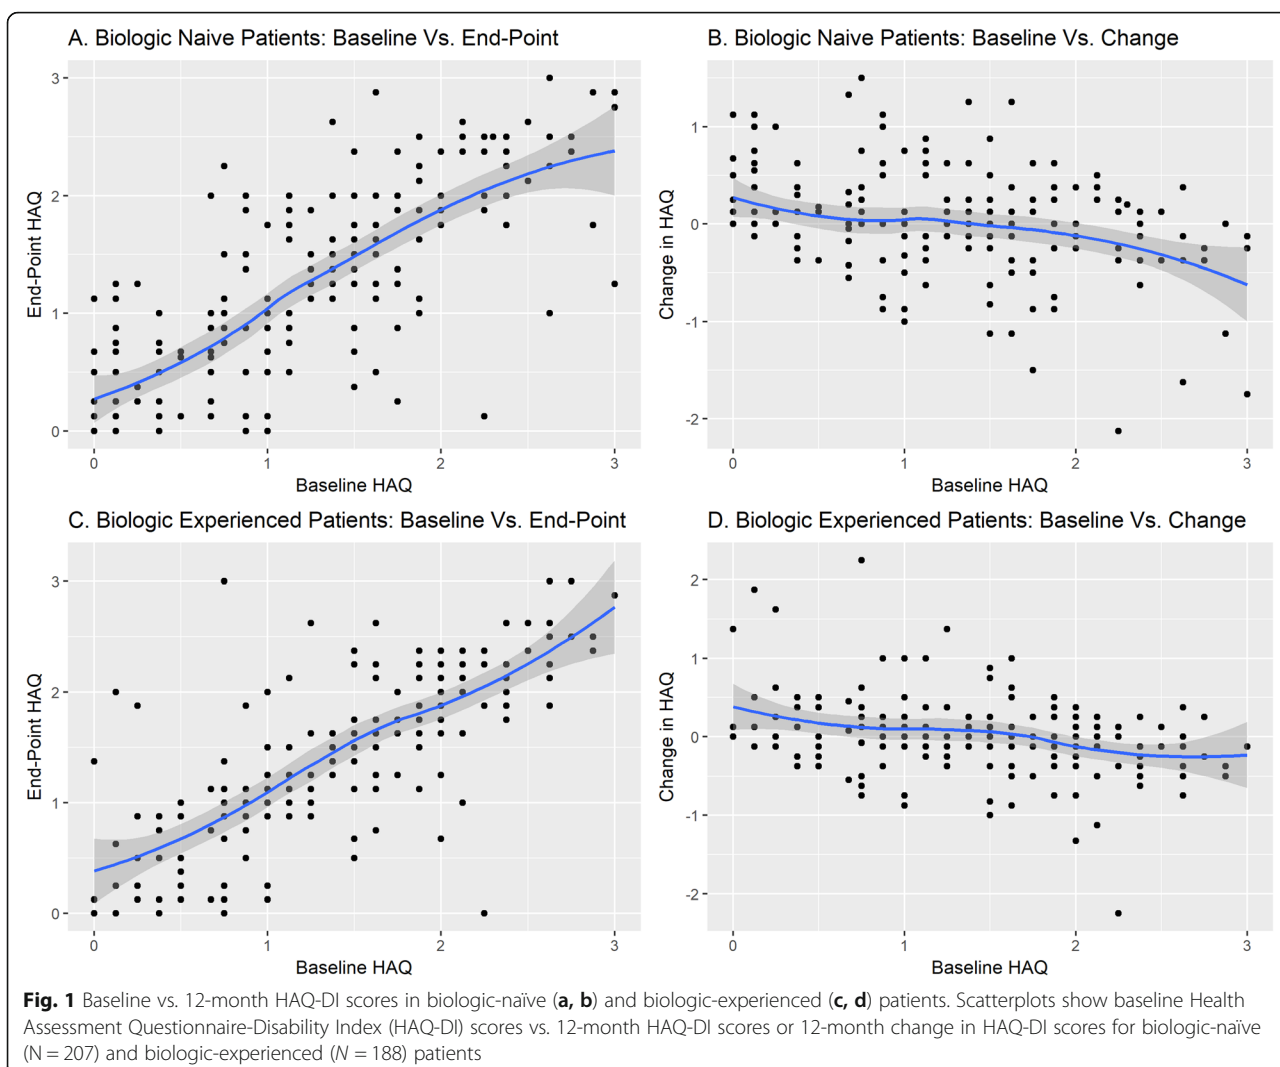 A. Biologic Naive Patients: Baseline Vs. End-Point
3
2
1
0
End-Point HAQ
0 1 2 3
Baseline HAQ
B. Biologic Naive Patients: Baseline Vs. Change
1
0
-1
-2
Change in HAQ
0 1 2 3
Baseline HAQ
C. Biologic Experienced Patients: Baseline Vs. End-Point
3
2
1
0
End-Point HAQ
0 1 2 3
Baseline HAQ
D. Biologic Experienced Patients: Baseline Vs. Change
2
1
0
-1
-2
Change in HAQ
0 1 2 3
Baseline HAQ
Fig. 1 Baseline vs. 12-month HAQ-DI scores in biologic-naïve (a, b) and biologic-experienced (c, d) patients. Scatterplots show baseline Health
Assessment Questionnaire-Disability Index (HAQ-DI) scores vs. 12-month HAQ-DI scores or 12-month change in HAQ-DI scores for biologic-naïve
(N = 207) and biologic-experienced (N = 188) patients